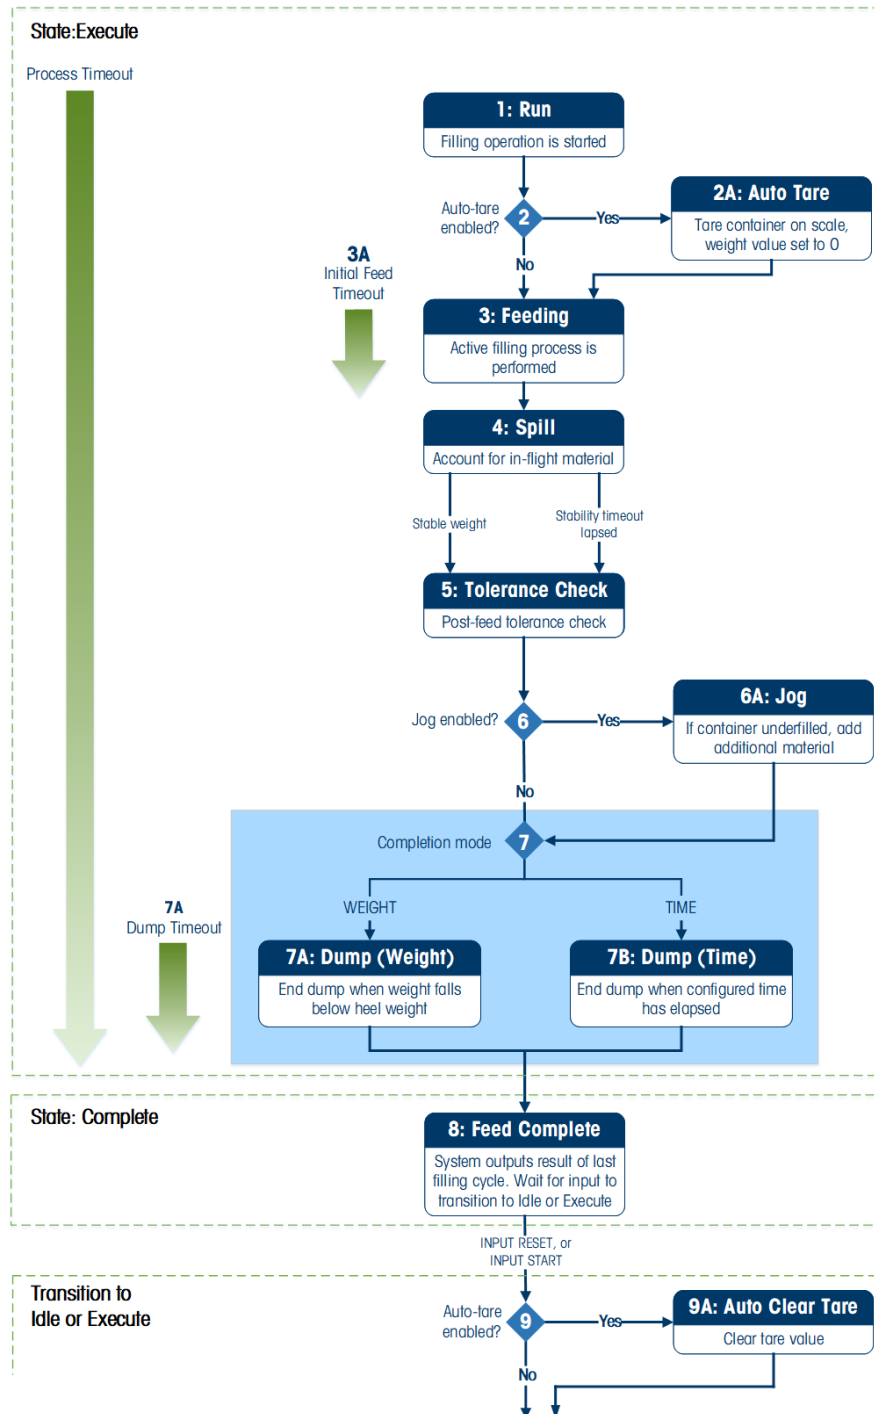 State:Execute
Process Timeout
1: Run
Filling operation is started
Auto-tare
enabled?
2
Yes
2A: Auto Tare
Tare container on scale,
weight value set to 0
No
3A
Initial Feed
Timeout
3: Feeding
Active filling process is
performed
4: Spill
Account for in-flight material
Stable weight
Stability timeout
lapsed
5: Tolerance Check
Post-feed tolerance check
Jog enabled?
6
Yes
6A: Jog
If container underfilled, add
additional material
No
Completion mode
7
WEIGHT
TIME
7A
Dump Timeout
7A: Dump (Weight)
End dump when weight falls
below heel weight
7B: Dump (Time)
End dump when configured time
has elapsed
State: Complete
8: Feed Complete
System outputs result of last
filling cycle. Wait for input to
transition to Idle or Execute
INPUT RESET, or
INPUT START
Transition to
Idle or Execute
Auto-tare
enabled?
9
Yes
9A: Auto Clear Tare
Clear tare value
No